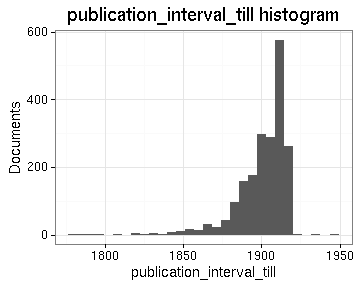 publication_interval_till histogram
600
400
200
0
Documents
1800 1850 1900 1950
publication_interval_till